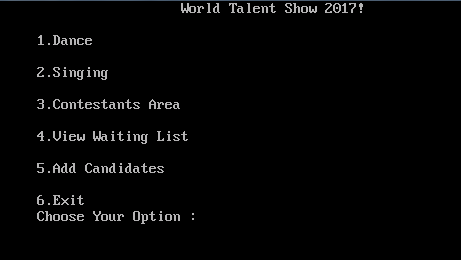 World Talent Show 2017!
1.Dance
2.Singing
3.Contestants Area
4.View Waiting List
5.Add Candidates
6.Exit
Choose Your Option :